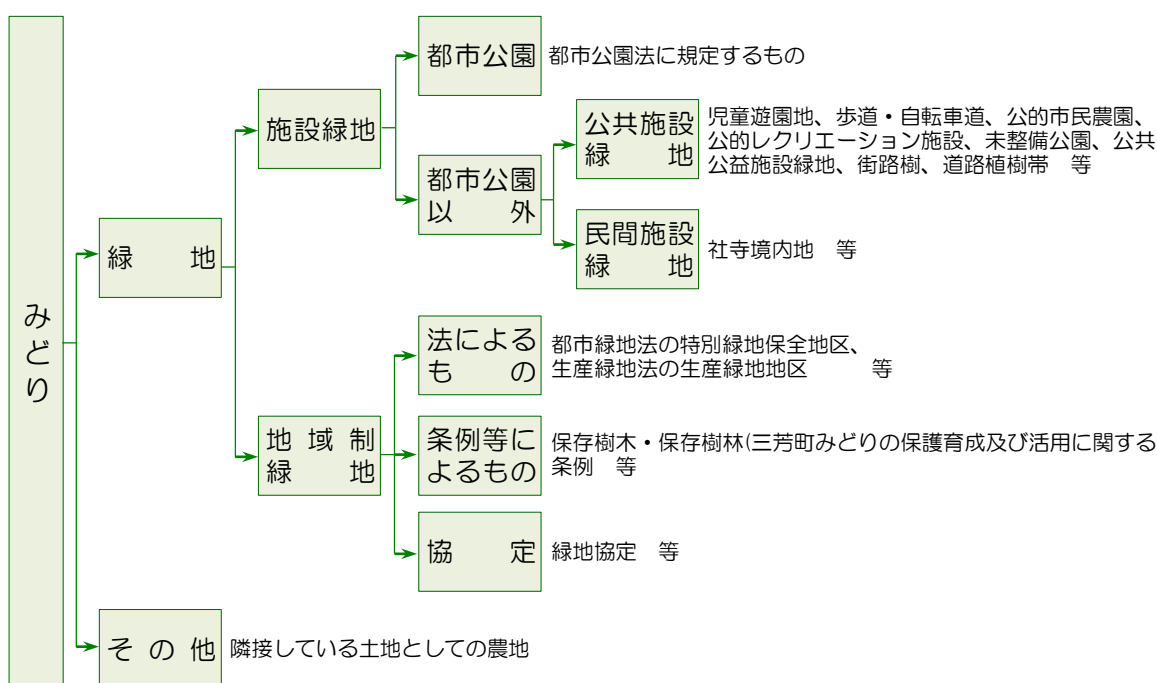 みどり
緑　地
施設緑地
都市公園
都市公園法に規定するもの
都市公園
以　外
公共施設
緑　地
児童遊園地、歩道・自転車道、公的市民農園、
公的レクリエーション施設、未整備公園、公共
公益施設緑地、街路樹、道路植樹帯　等
民間施設
緑　地
社寺境内地　等
地域制
緑　地
法による
も　の
都市緑地法の特別緑地保全地区、
生産緑地法の生産緑地地区　　　等
条例等に
よるもの
保存樹木・保存樹林(三芳町みどりの保護育成及び活用に関する
条例　等
協　定
緑地協定　等
その他
隣接している土地としての農地